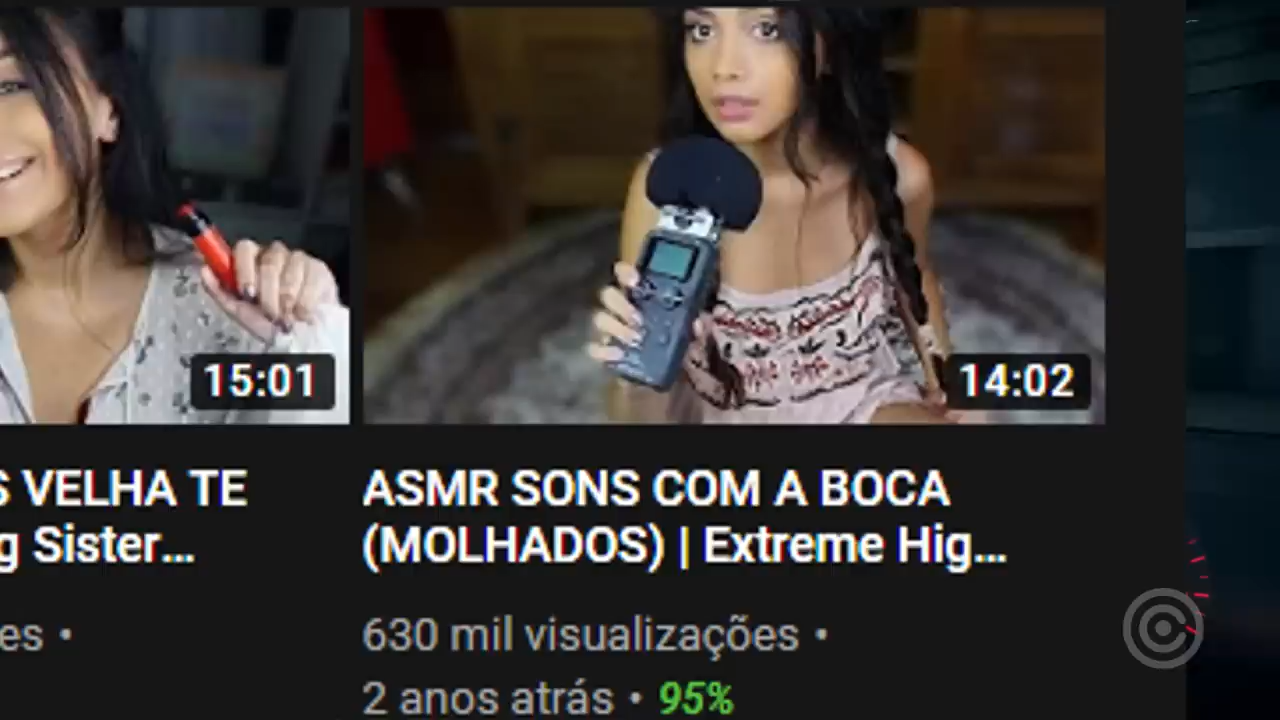 15:01
14:02
S VELHA TE
g Sister...
ASMR SONS COM A BOCA
(MOLHADOS) | Extreme Hig...
es •
630 mil visualizações •
2 anos atrás • 95%